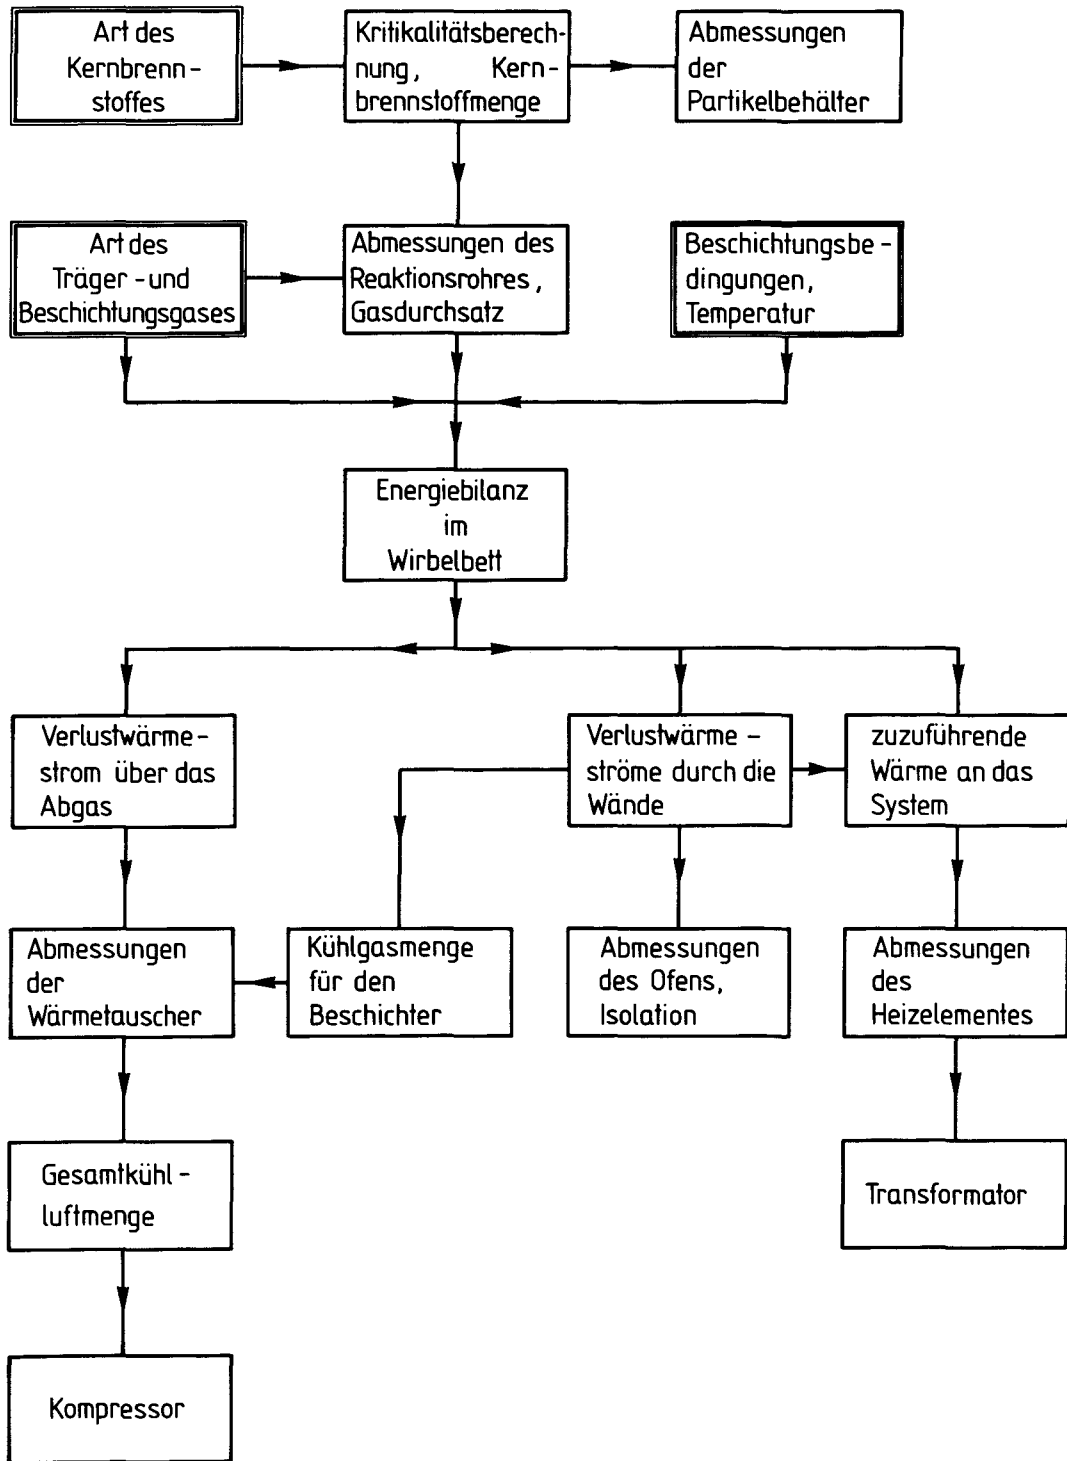 Art des
Kernbrenn-
stoffes
Kritikalitätsberech-
nung, Kern-
brennstoffmenge
Abmessungen
der
Partikelbehälter
Art des
Träger-und
Beschichtungsgases
Abmessungen des
Reaktionsrohres,
Gasdurchsatz
Beschichtungsbe-
dingungen,
Temperatur
Energiebilanz
im
Wirbelbett
Verlustwärme-
strom über das
Abgas
Verlustwärme-
ströme durch die
Wände
zuzuführende
Wärme an das
System
Abmessungen
der
Wärmetauscher
Kühlgasmenge
für den
Beschichter
Abmessungen
des Ofens,
Isolation
Abmessungen
des
Heizelementes
Gesamtkühl-
luftmenge
Transformator
Kompressor